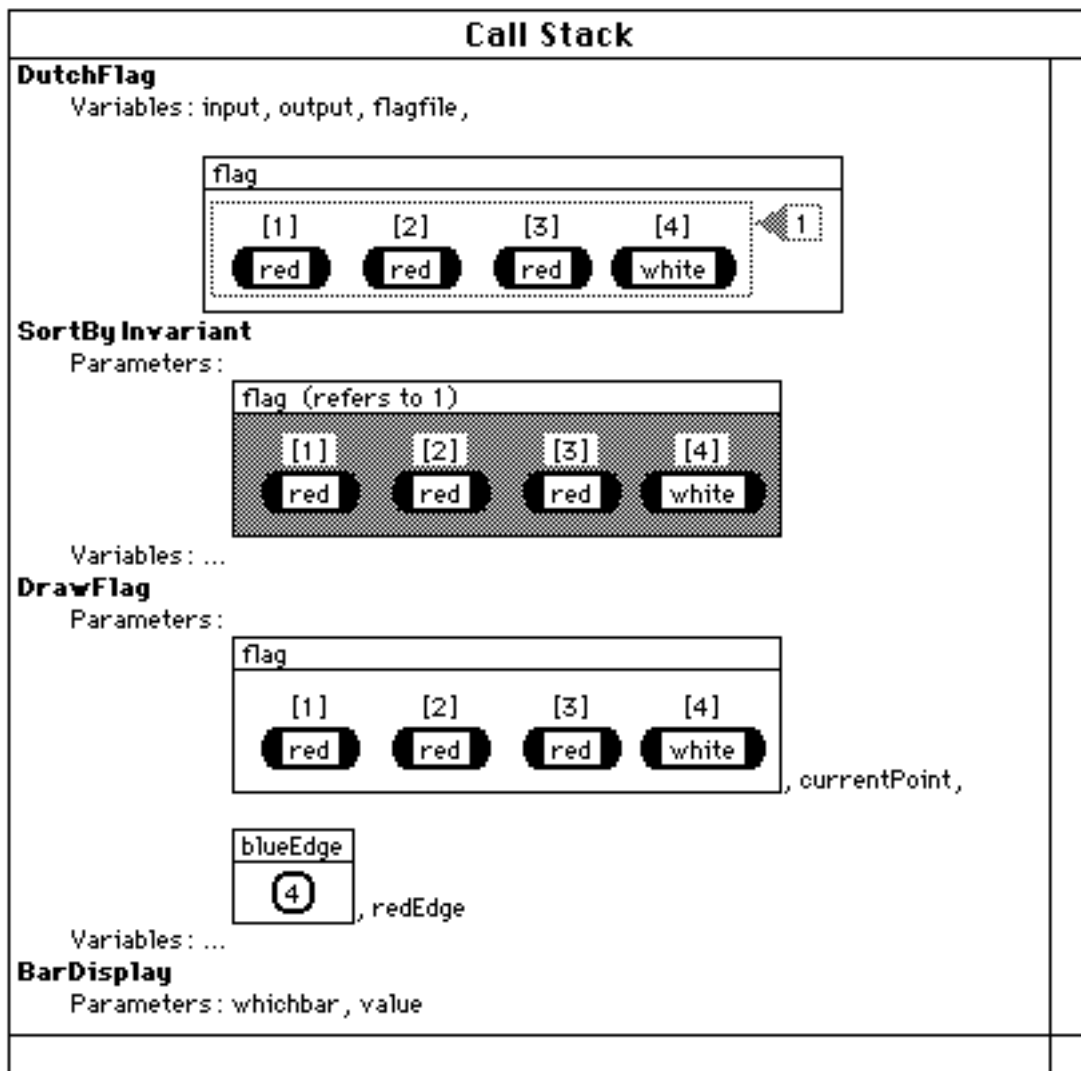 Call Stack
DutchFlag
Variables: input, output, flagfile,
flag
[1] [2] [3] [4] 1
red red red white
SortByInvariant
Parameters:
flag (refers to 1)
[1] [2] [3] [4]
red red red white
Variables: ...
DrawFlag
Parameters:
flag
[1] [2] [3] [4]
red red red white
, currentPoint,
blueEdge
4
, redEdge
Variables: ...
BarDisplay
Parameters: whichbar, value